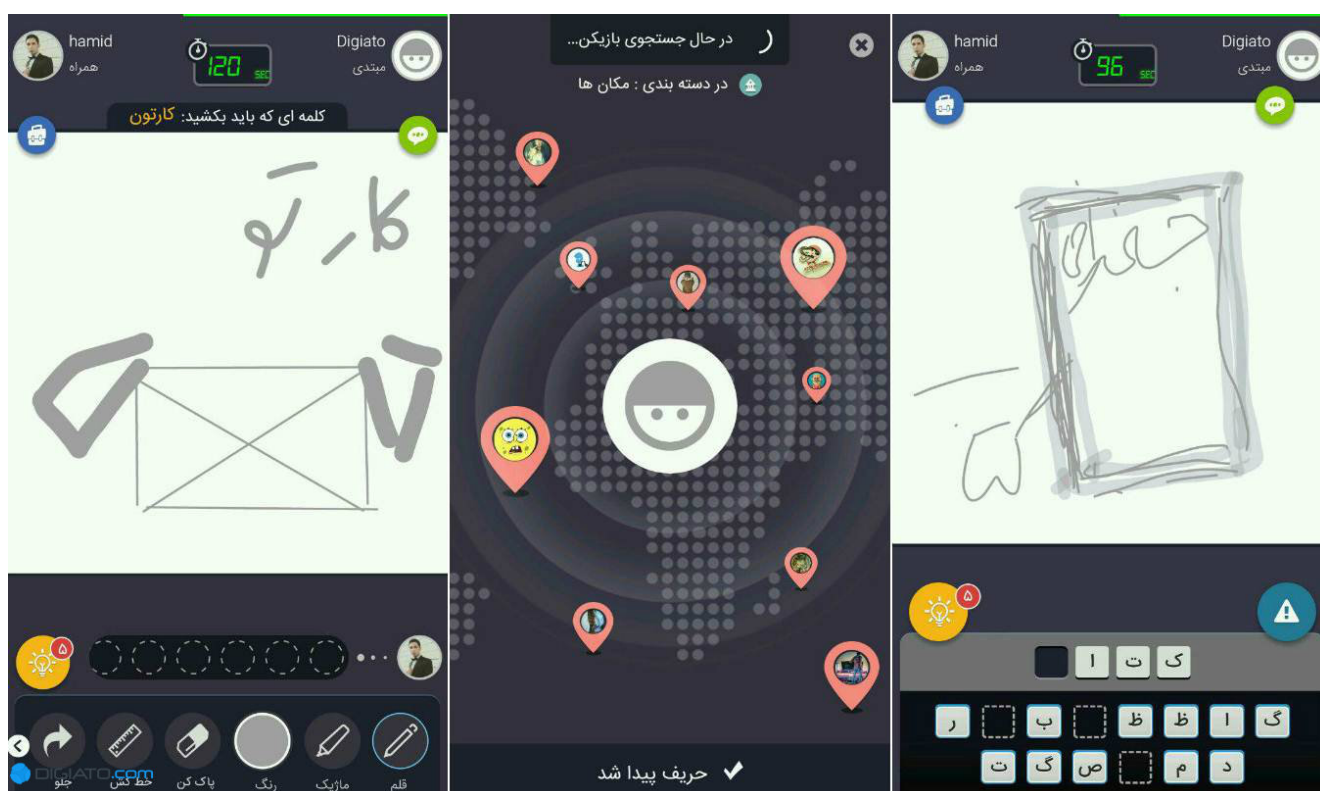 hamid
همراه
120 SEC
Digiato
مبتدی
کلمه ای که باید بکشید: کارتون
کارتو
۵
قلم
ماژیک
رنگ
پاک کن
خط کش
جلو
DIGIATO.COM
در حال جستجوی بازیکن...
در دسته بندی : مکان ها
حریف پیدا شد
hamid
همراه
96 SEC
Digiato
مبتدی
۵
ک ت ا
گ ا ظ ظ ب ر
د م ص گ ت